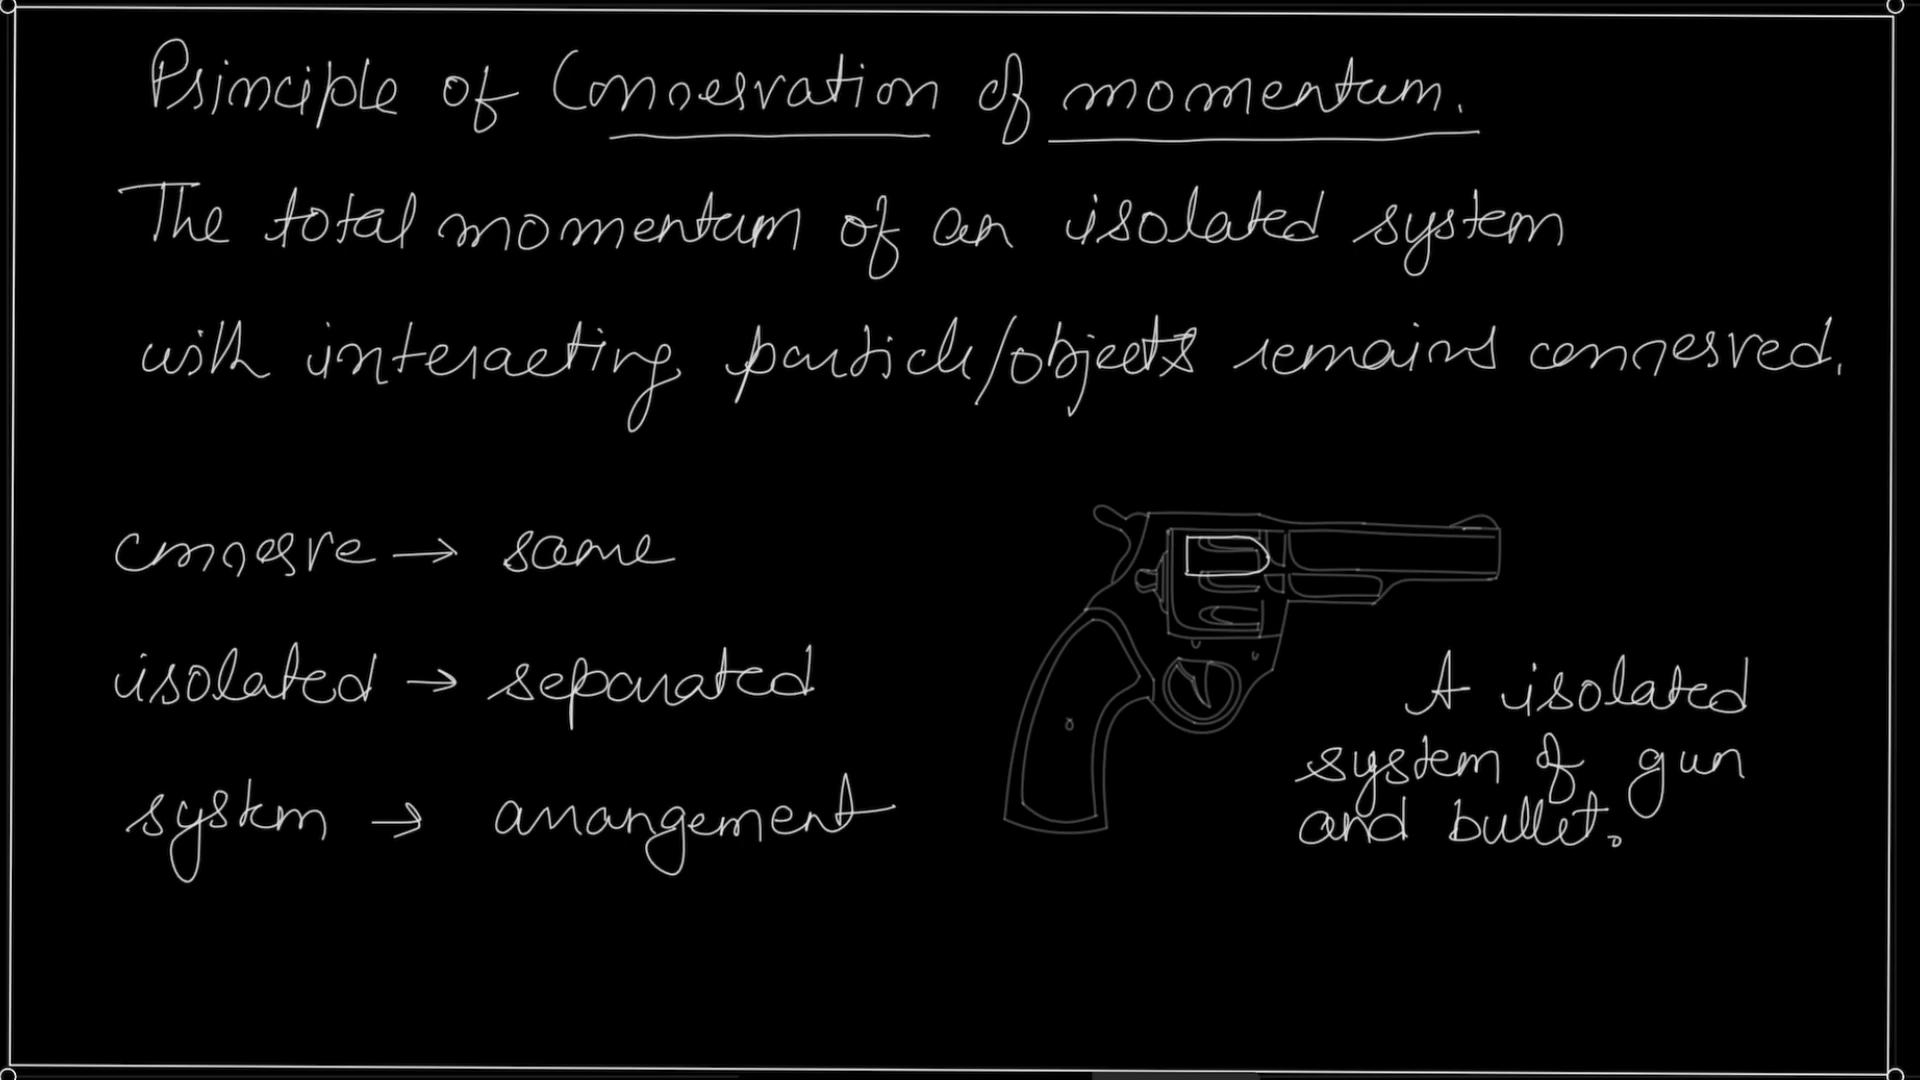 Principle of Conservation of momentum.
The total momentum of an isolated system
with interacting particle/objects remains conserved.
conserve → same
isolated → separated
system → arrangement
A isolated
system of gun
and bullet.